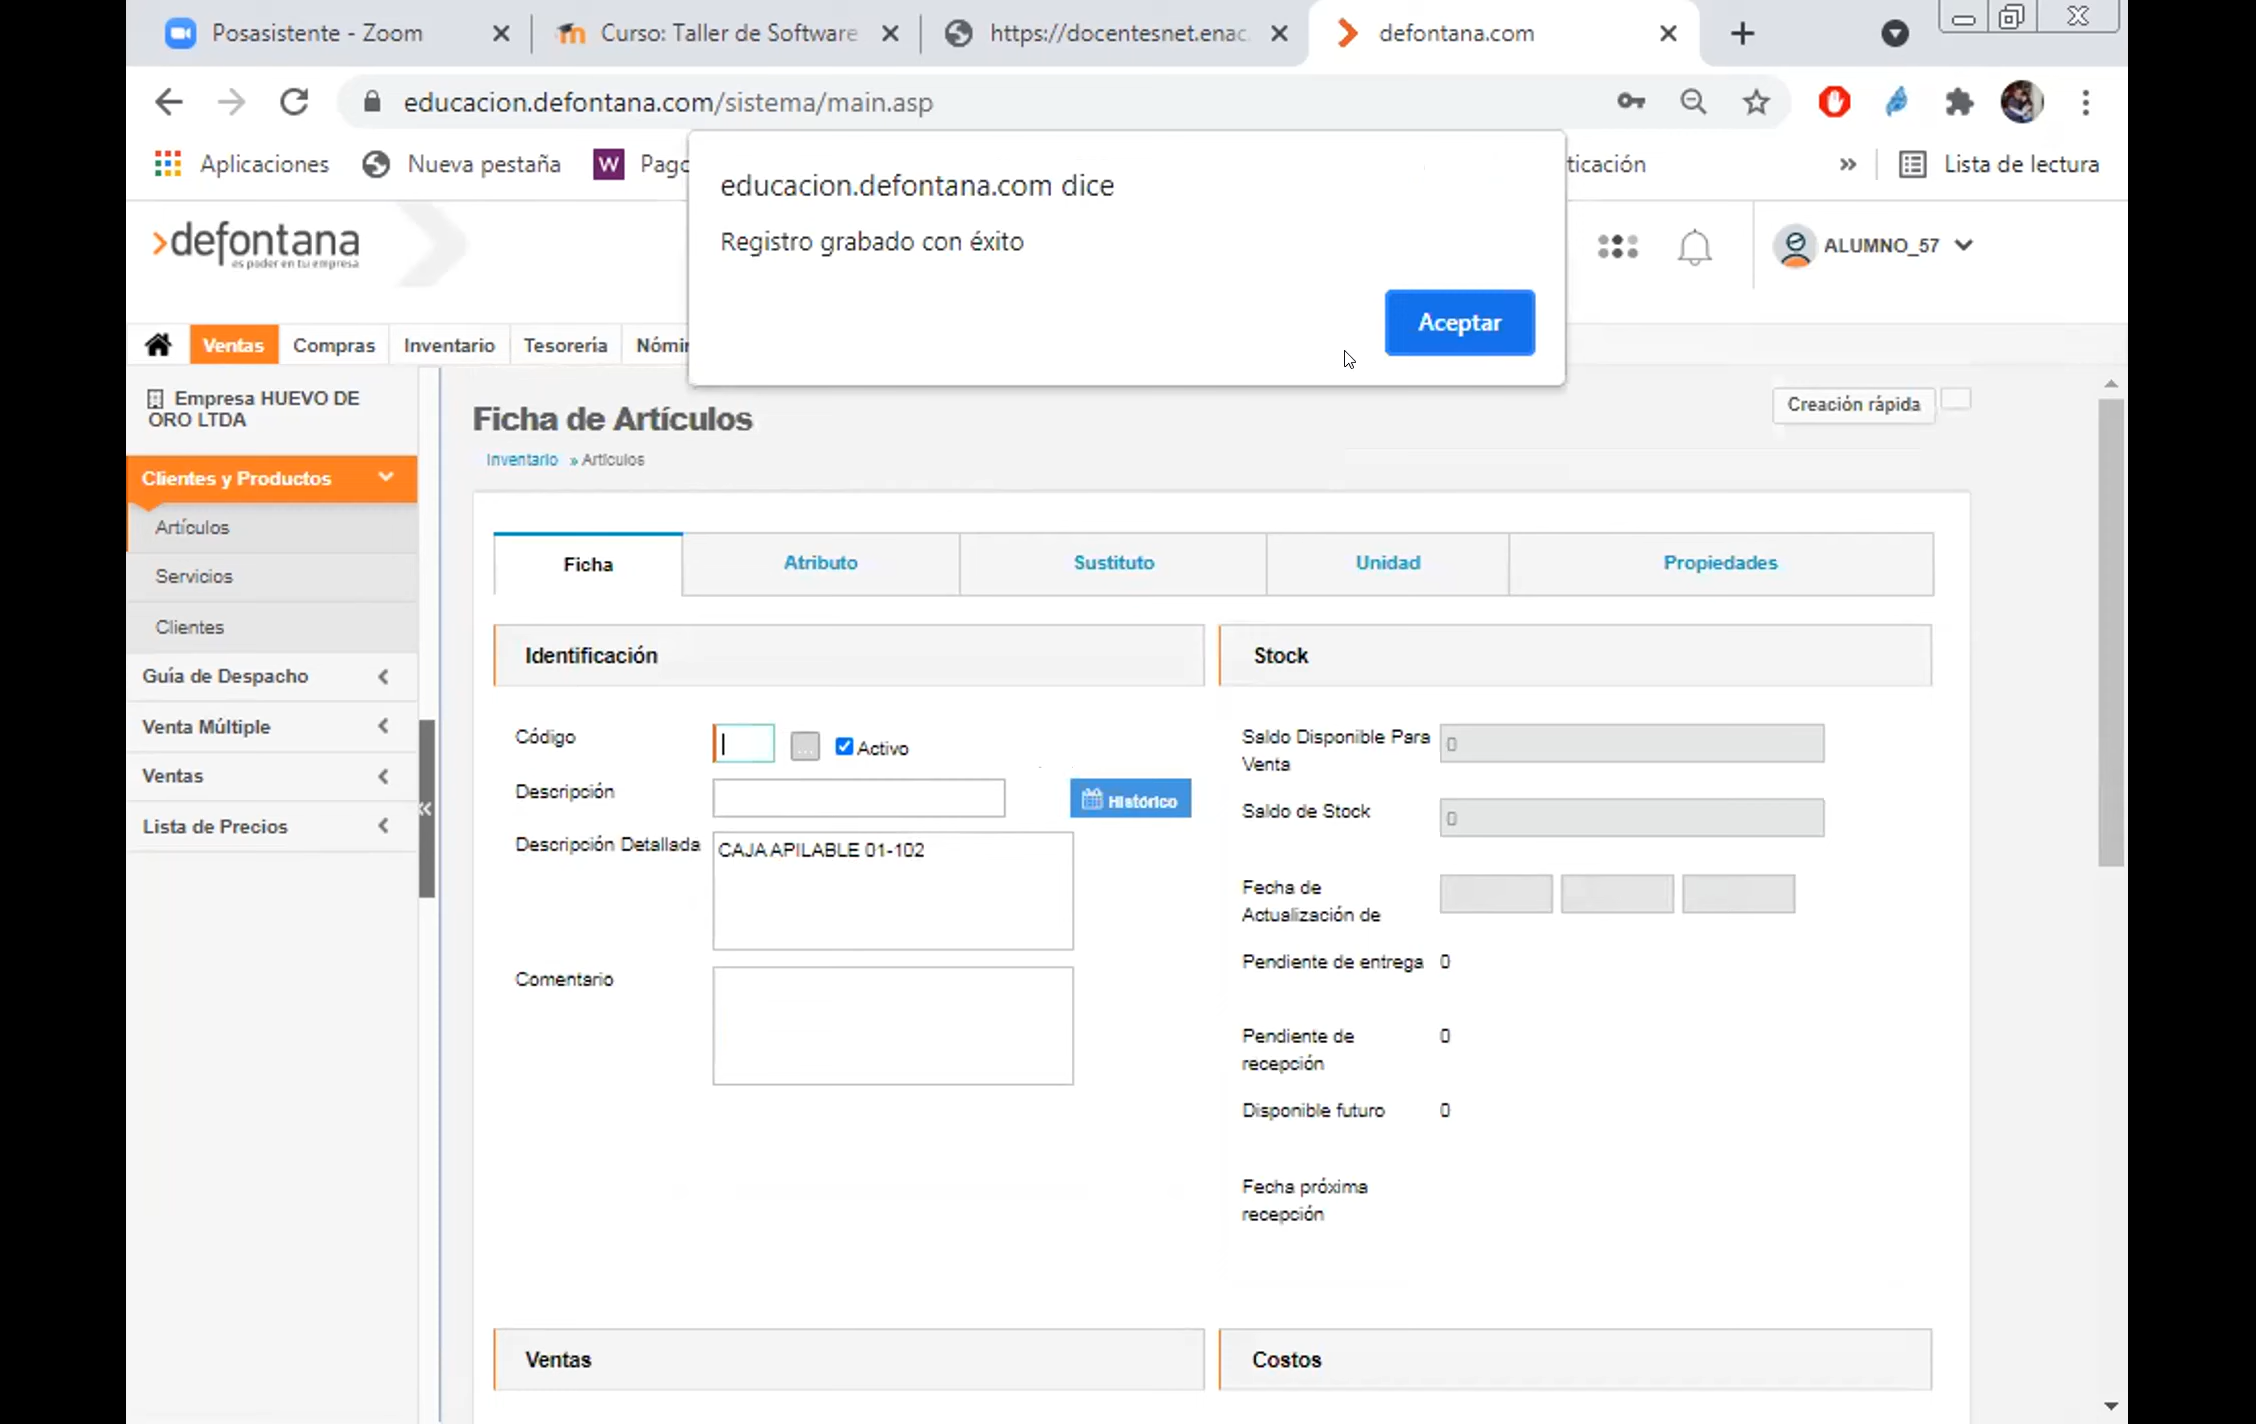 Posasistente - Zoom
Curso: Taller de Software
https://docentesnet.enac
defontana.com
educacion.defontana.com/sistema/main.asp
Aplicaciones
Nueva pestaña
W
Pago
ticación
»
Lista de lectura
educacion.defontana.com dice
Registro grabado con éxito
Aceptar
defontana
es poder en tu empresa
ALUMNO_57
Ventas
Compras
Inventario
Tesorería
Nómin
Empresa HUEVO DE
ORO LTDA
Clientes y Productos
Artículos
Servicios
Clientes
Guía de Despacho
Venta Múltiple
Ventas
Lista de Precios
Ficha de Artículos
Creación rápida
Inventario » Artículos
Ficha
Atributo
Sustituto
Unidad
Propiedades
Identificación
Código
...
Activo
Descripción
Histórico
Descripción Detallada
CAJA APILABLE 01-102
Comentario
Stock
Saldo Disponible Para
Venta
0
Saldo de Stock
0
Fecha de
Actualización de
Pendiente de entrega 0
Pendiente de
recepción
0
Disponible futuro 0
Fecha próxima
recepción
Ventas
Costos